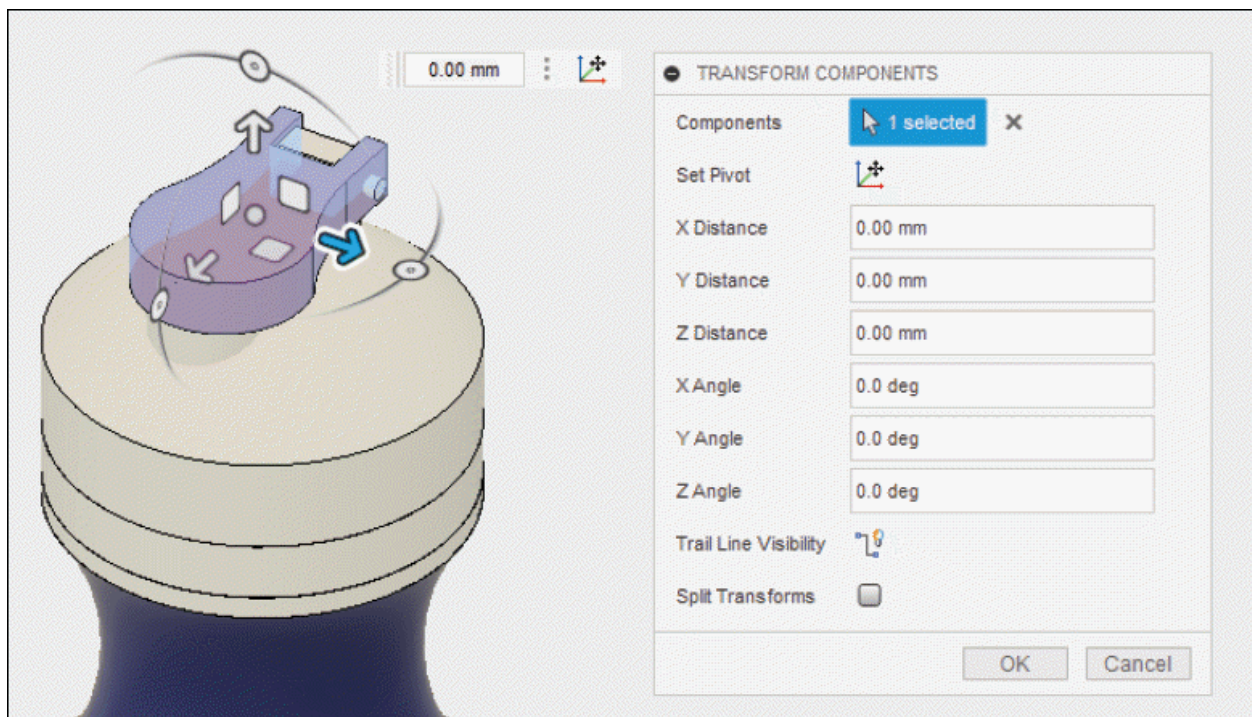 0.00 mm
TRANSFORM COMPONENTS
Components 1 selected
Set Pivot
X Distance 0.00 mm
Y Distance 0.00 mm
Z Distance 0.00 mm
X Angle 0.0 deg
Y Angle 0.0 deg
Z Angle 0.0 deg
Trail Line Visibility
Split Transforms
OK Cancel